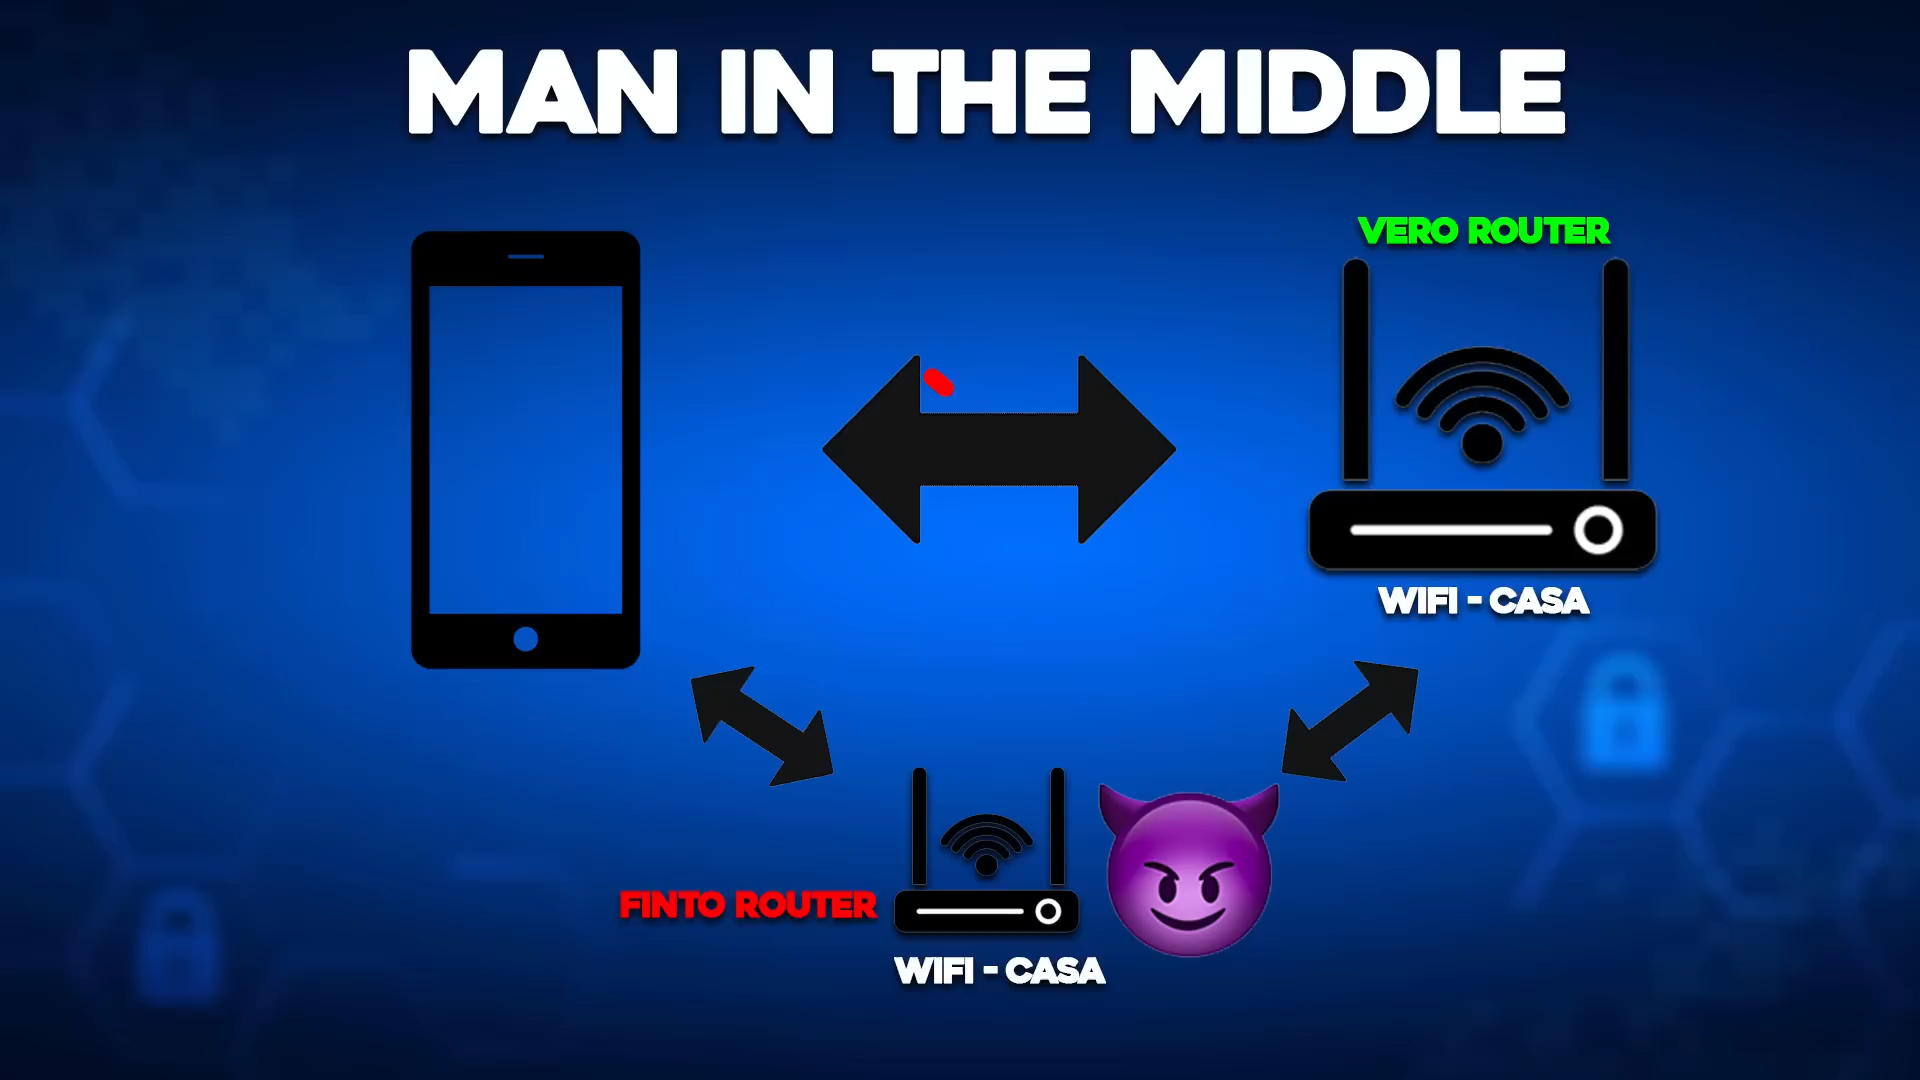 MAN IN THE MIDDLE
VERO ROUTER
WIFI - CASA
FINTO ROUTER
WIFI - CASA